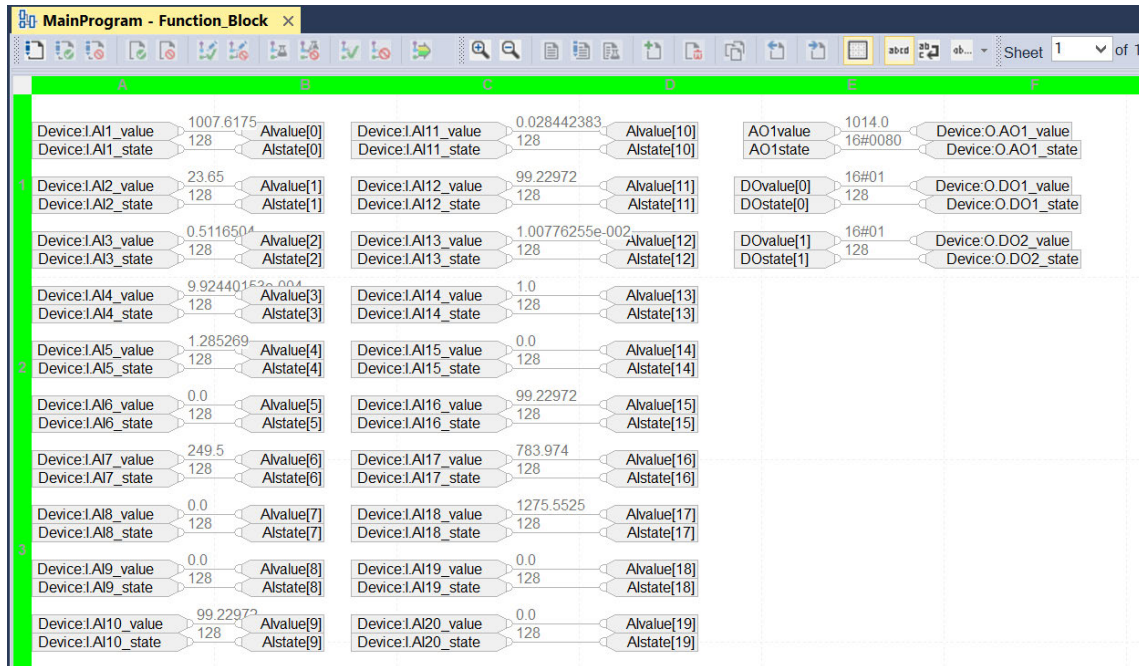 MainProgram - Function_Block ×
abcd ab... Sheet 1 of 1
A B C D E F
Device:I.AI1_value 1007.6175 AIvalue[0] Device:I.AI11_value 0.028442383 AIvalue[10] AO1value 1014.0 Device:O.AO1_value
Device:I.AI1_state 128 AIstate[0] Device:I.AI11_state 128 AIstate[10] AO1state 16#0080 Device:O.AO1_state
1 Device:I.AI2_value 23.65 AIvalue[1] Device:I.AI12_value 99.22972 AIvalue[11] DOvalue[0] 16#01 Device:O.DO1_value
Device:I.AI2_state 128 AIstate[1] Device:I.AI12_state 128 AIstate[11] DOstate[0] 128 Device:O.DO1_state
Device:I.AI3_value 0.5116504 AIvalue[2] Device:I.AI13_value 1.00776255e-002 AIvalue[12] DOvalue[1] 16#01 Device:O.DO2_value
Device:I.AI3_state 128 AIstate[2] Device:I.AI13_state 128 AIstate[12] DOstate[1] 128 Device:O.DO2_state
Device:I.AI4_value 9.92440153e-004 AIvalue[3] Device:I.AI14_value 1.0 AIvalue[13]
Device:I.AI4_state 128 AIstate[3] Device:I.AI14_state 128 AIstate[13]
Device:I.AI5_value 1.285269 AIvalue[4] Device:I.AI15_value 0.0 AIvalue[14]
2 Device:I.AI5_state 128 AIstate[4] Device:I.AI15_state 128 AIstate[14]
Device:I.AI6_value 0.0 AIvalue[5] Device:I.AI16_value 99.22972 AIvalue[15]
Device:I.AI6_state 128 AIstate[5] Device:I.AI16_state 128 AIstate[15]
Device:I.AI7_value 249.5 AIvalue[6] Device:I.AI17_value 783.974 AIvalue[16]
Device:I.AI7_state 128 AIstate[6] Device:I.AI17_state 128 AIstate[16]
Device:I.AI8_value 0.0 AIvalue[7] Device:I.AI18_value 1275.5525 AIvalue[17]
Device:I.AI8_state 128 AIstate[7] Device:I.AI18_state 128 AIstate[17]
3 Device:I.AI9_value 0.0 AIvalue[8] Device:I.AI19_value 0.0 AIvalue[18]
Device:I.AI9_state 128 AIstate[8] Device:I.AI19_state 128 AIstate[18]
Device:I.AI10_value 99.22972 AIvalue[9] Device:I.AI20_value 0.0 AIvalue[19]
Device:I.AI10_state 128 AIstate[9] Device:I.AI20_state 128 AIstate[19]